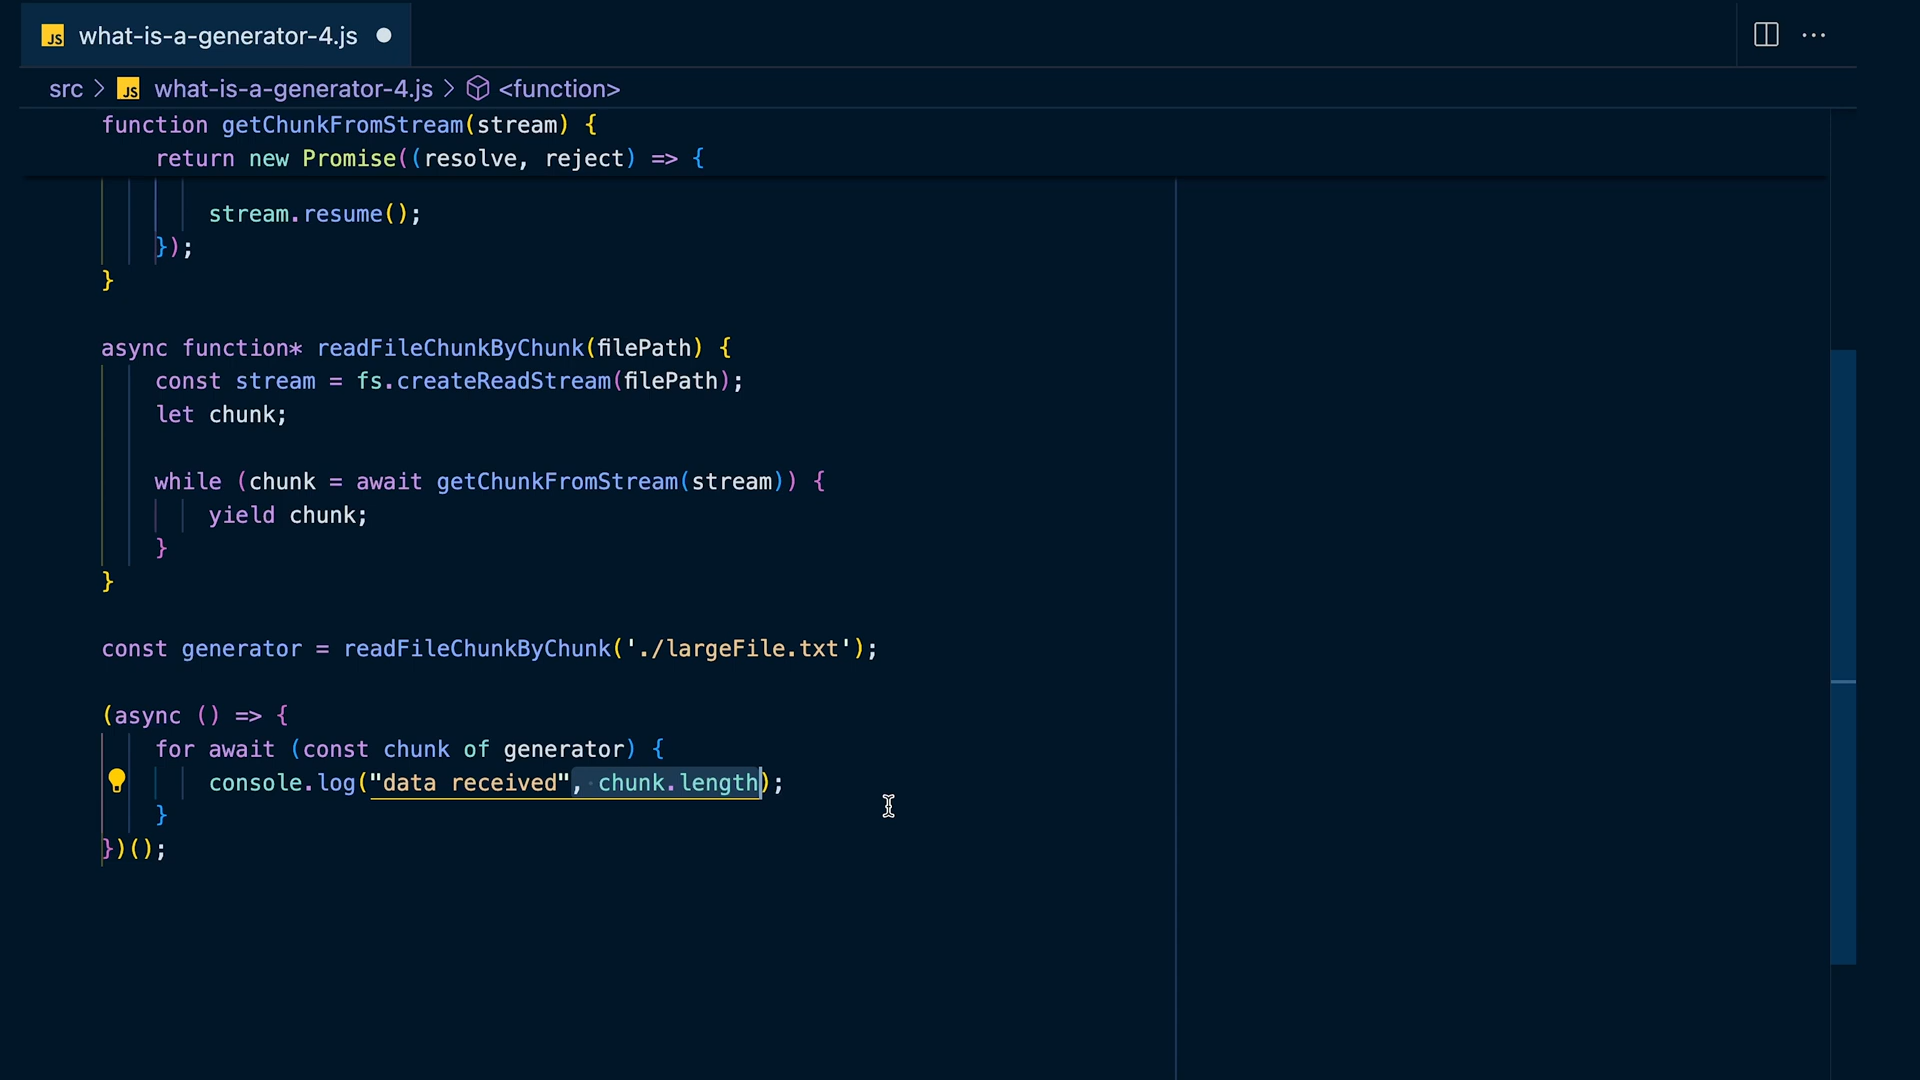 JS what-is-a-generator-4.js
src > JS what-is-a-generator-4.js > <function>
function getChunkFromStream(stream) {
return new Promise((resolve, reject) => {
stream.resume();
});
}
async function* readFileChunkByChunk(filePath) {
const stream = fs.createReadStream(filePath);
let chunk;
while (chunk = await getChunkFromStream(stream)) {
yield chunk;
}
}
const generator = readFileChunkByChunk('./largeFile.txt');
(async () => {
for await (const chunk of generator) {
console.log("data received", chunk.length);
}
})();